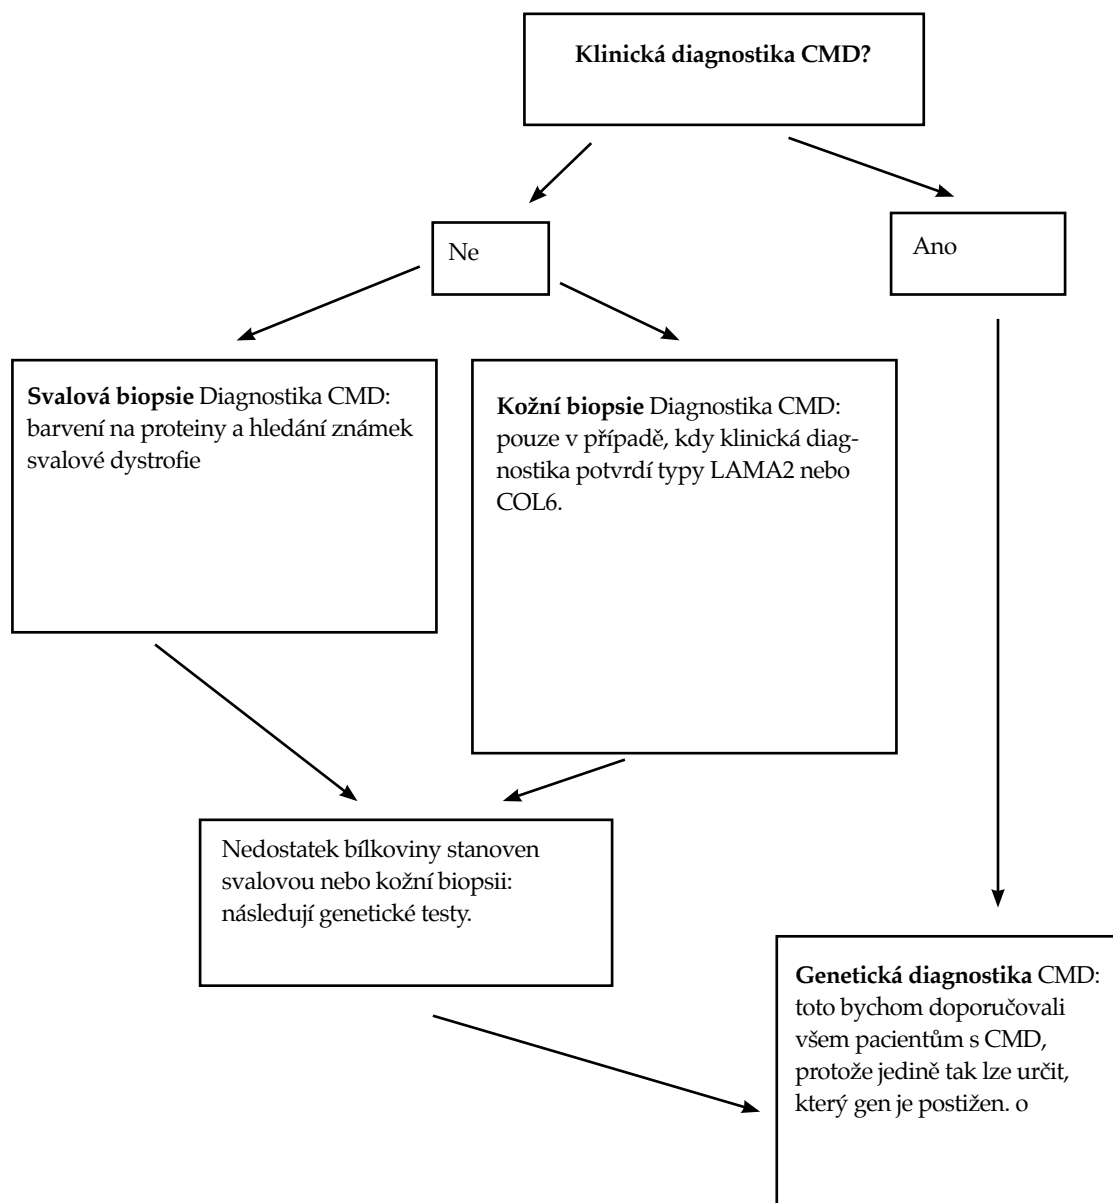 Klinická diagnostika CMD?
Ne
Ano
Svalová biopsie Diagnostika CMD:
barvení na proteiny a hledání známek
svalové dystrofie
Kožní biopsie Diagnostika CMD:
pouze v případě, kdy klinická diag-
nostika potvrdí typy LAMA2 nebo
COL6.
Nedostatek bílkoviny stanoven
svalovou nebo kožní biopsii:
následují genetické testy.
Genetická diagnostika CMD:
toto bychom doporučovali
všem pacientům s CMD,
protože jedině tak lze určit,
který gen je postižen. o